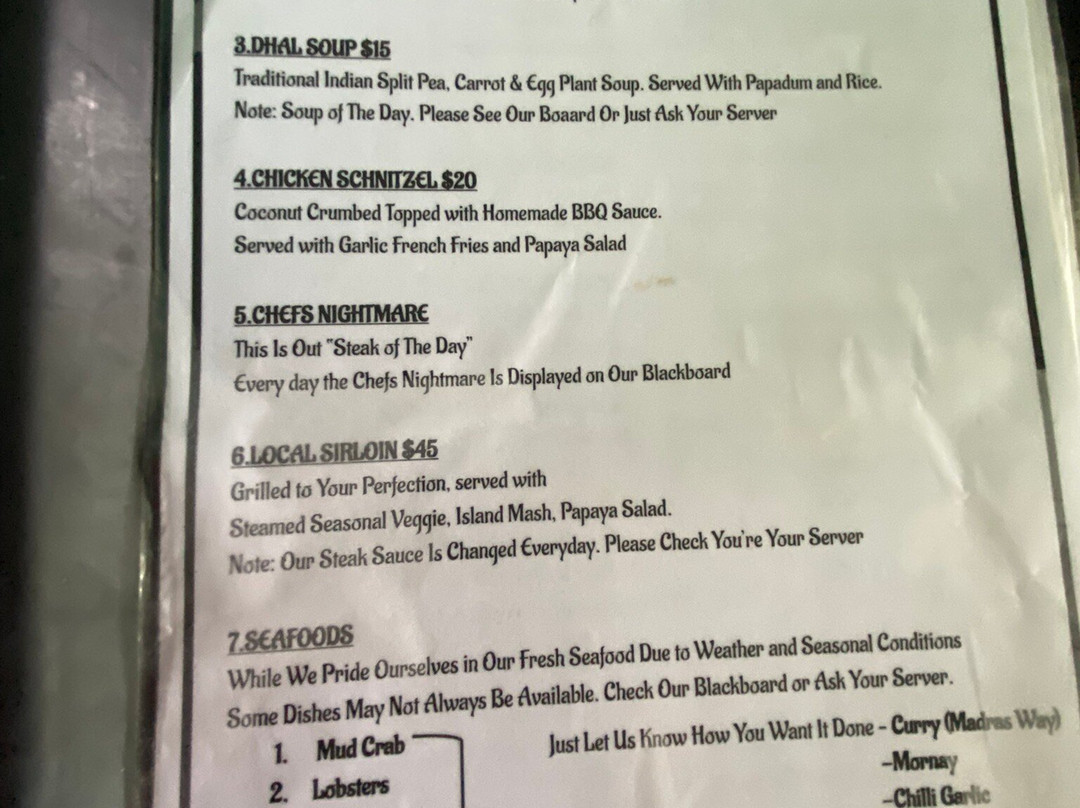 3.DHAL SOUP $15
Traditional Indian Split Pea, Carrot & Egg Plant Soup. Served With Papadum and Rice.
Note: Soup of The Day. Please See Our Boaard Or Just Ask Your Server
4.CHICKEN SCHNITZEL $20
Coconut Crumbed Topped with Homemade BBQ Sauce.
Served with Garlic French Fries and Papaya Salad
5.CHEFS NIGHTMARE
This Is Out "Steak of The Day"
Every day the Chefs Nightmare Is Displayed on Our Blackboard
6.LOCAL SIRLOIN $45
Grilled to Your Perfection, served with
Steamed Seasonal Veggie, Island Mash, Papaya Salad.
Note: Our Steak Sauce Is Changed Everyday. Please Check You're Your Server
7.SEAFOODS
While We Pride Ourselves in Our Fresh Seafood Due to Weather and Seasonal Conditions
Some Dishes May Not Always Be Available. Check Our Blackboard or Ask Your Server.
1. Mud Crab
2. Lobsters
Just Let Us Know How You Want It Done - Curry (Madras Way)
-Mornay
-Chilli Garlic